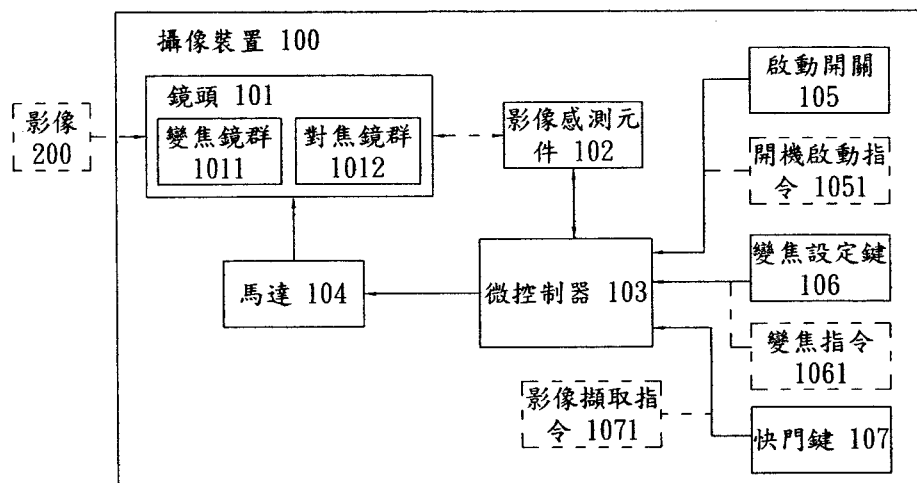 攝像裝置 100
鏡頭 101
變焦鏡群
1011
對焦鏡群
1012
影像
200
影像感測元
件 102
啟動開關
105
開機啟動指
令 1051
變焦設定鍵
106
微控制器 103
馬達 104
變焦指令
1061
影像擷取指
令 1071
快門鍵 107